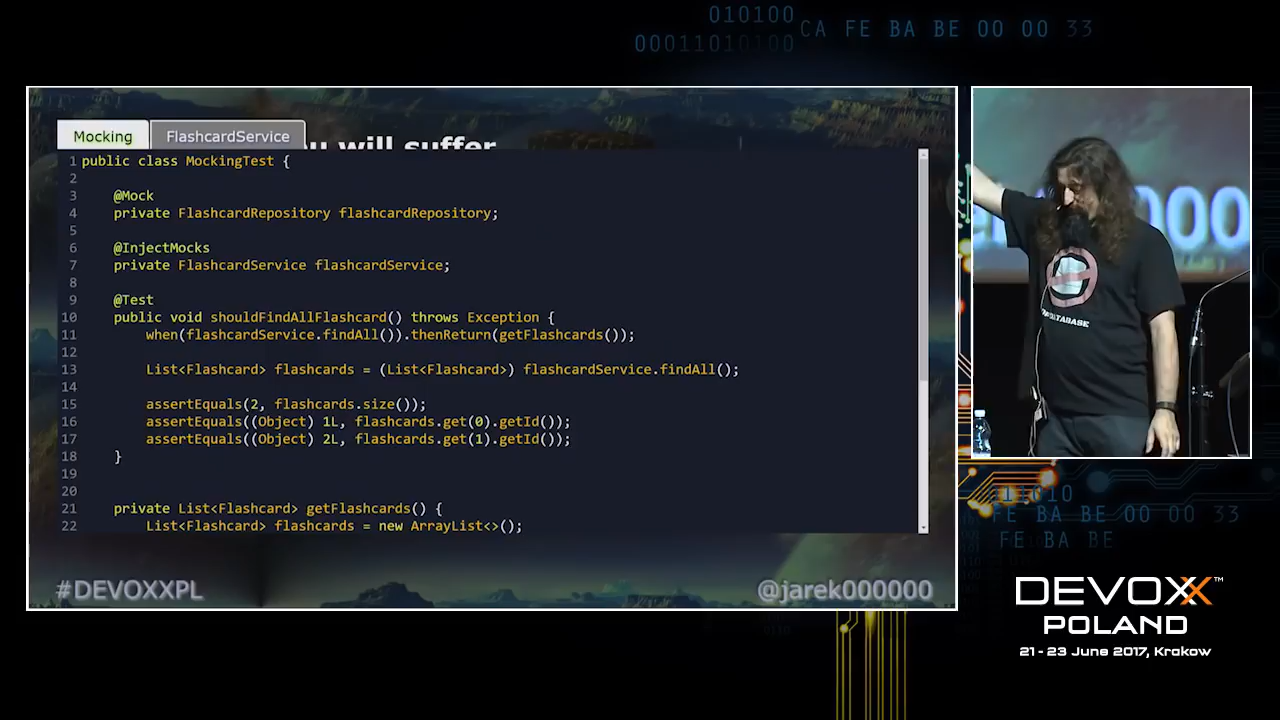 010100
00011010100
CA FE BA BE 00 00 33
Mocking
FlashcardService
u will suffer
1 public class MockingTest {
2
3     @Mock
4     private FlashcardRepository flashcardRepository;
5
6     @InjectMocks
7     private FlashcardService flashcardService;
8
9     @Test
10     public void shouldFindAllFlashcard() throws Exception {
11         when(flashcardService.findAll()).thenReturn(getFlashcards());
12
13         List<Flashcard> flashcards = (List<Flashcard>) flashcardService.findAll();
14
15         assertEquals(2, flashcards.size());
16         assertEquals((Object) 1L, flashcards.get(0).getId());
17         assertEquals((Object) 2L, flashcards.get(1).getId());
18     }
19
20
21     private List<Flashcard> getFlashcards() {
22         List<Flashcard> flashcards = new ArrayList<>();
#DEVOXXPL
@jarek000000
000
DATABASE
011010
FE BA BE 00 00 33
FE BA BE
DEVOXX™
POLAND
21 - 23 June 2017, Krakow